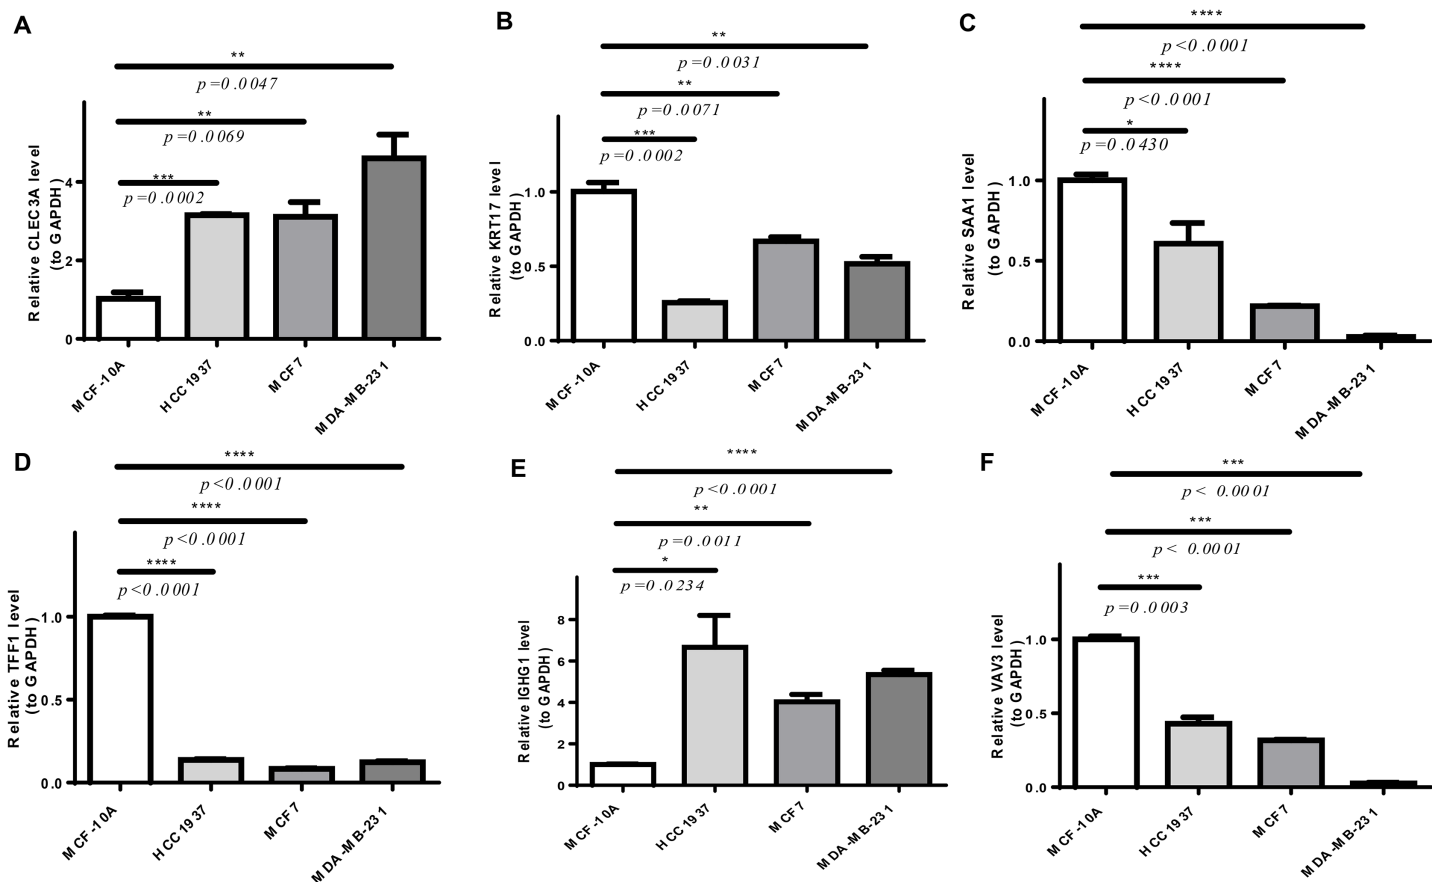 A
**
p=0.0047
**
p=0.0069
***
p=0.0002
Relative CLEC3A level
(to GAPDH)
4
2
0
MCF-10A
HCC1937
MCF7
MDA-MB-231
B
**
p=0.0031
**
p=0.0071
***
p=0.0002
Relative KRT17 level
(to GAPDH)
1.0
0.5
0.0
MCF-10A
HCC1937
MCF7
MDA-MB-231
C
****
p<0.0001
****
p<0.0001
*
p=0.0430
Relative SAA1 level
(to GAPDH)
1.0
0.5
0.0
MCF-10A
HCC1937
MCF7
MDA-MB-231
D
****
p<0.0001
****
p<0.0001
****
p<0.0001
Relative TFF1 level
(to GAPDH)
1.0
0.5
0.0
MCF-10A
HCC1937
MCF7
MDA-MB-231
E
****
p<0.0001
**
p=0.0011
*
p=0.0234
Relative IGHG1 level
(to GAPDH)
8
6
4
2
0
MCF-10A
HCC1937
MCF7
MDA-MB-231
F
***
p< 0.0001
***
p< 0.0001
***
p=0.0003
Relative VAV3 level
(to GAPDH)
1.0
0.5
0.0
MCF-10A
HCC1937
MCF7
MDA-MB-231